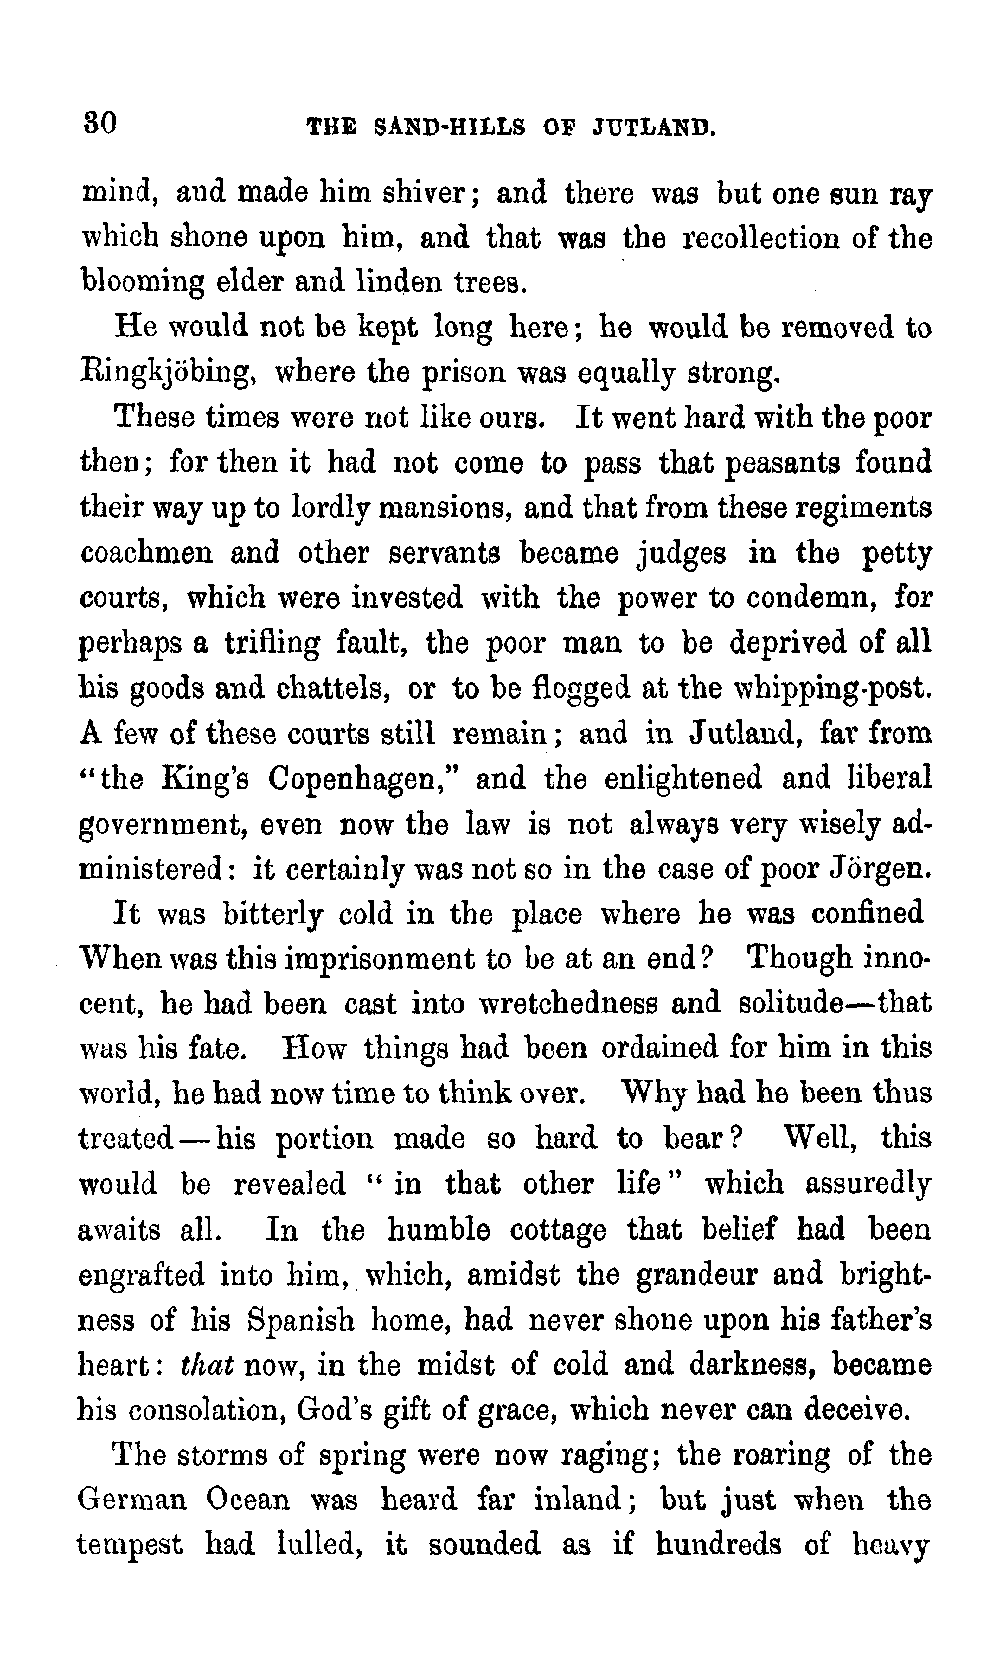 30 THE SAND-HILLS OF JUTLAND.
mind, and made him shiver; and there was but one sun ray
which shone upon him, and that was the recollection of the
blooming elder and linden trees.
He would not be kept long here; he would be removed to
Ringkjöbing, where the prison was equally strong.
These times were not like ours. It went hard with the poor
then; for then it had not come to pass that peasants found
their way up to lordly mansions, and that from these regiments
coachmen and other servants became judges in the petty
courts, which were invested with the power to condemn, for
perhaps a trifling fault, the poor man to be deprived of all
his goods and chattels, or to be flogged at the whipping-post.
A few of these courts still remain; and in Jutland, far from
"the King's Copenhagen," and the enlightened and liberal
government, even now the law is not always very wisely ad-
ministered: it certainly was not so in the case of poor Jörgen.
It was bitterly cold in the place where he was confined
When was this imprisonment to be at an end? Though inno-
cent, he had been cast into wretchedness and solitude—that
was his fate. How things had been ordained for him in this
world, he had now time to think over. Why had he been thus
treated—his portion made so hard to bear? Well, this
would be revealed "in that other life" which assuredly
awaits all. In the humble cottage that belief had been
engrafted into him, which, amidst the grandeur and bright-
ness of his Spanish home, had never shone upon his father's
heart: that now, in the midst of cold and darkness, became
his consolation, God's gift of grace, which never can deceive.
The storms of spring were now raging; the roaring of the
German Ocean was heard far inland; but just when the
tempest had lulled, it sounded as if hundreds of heavy